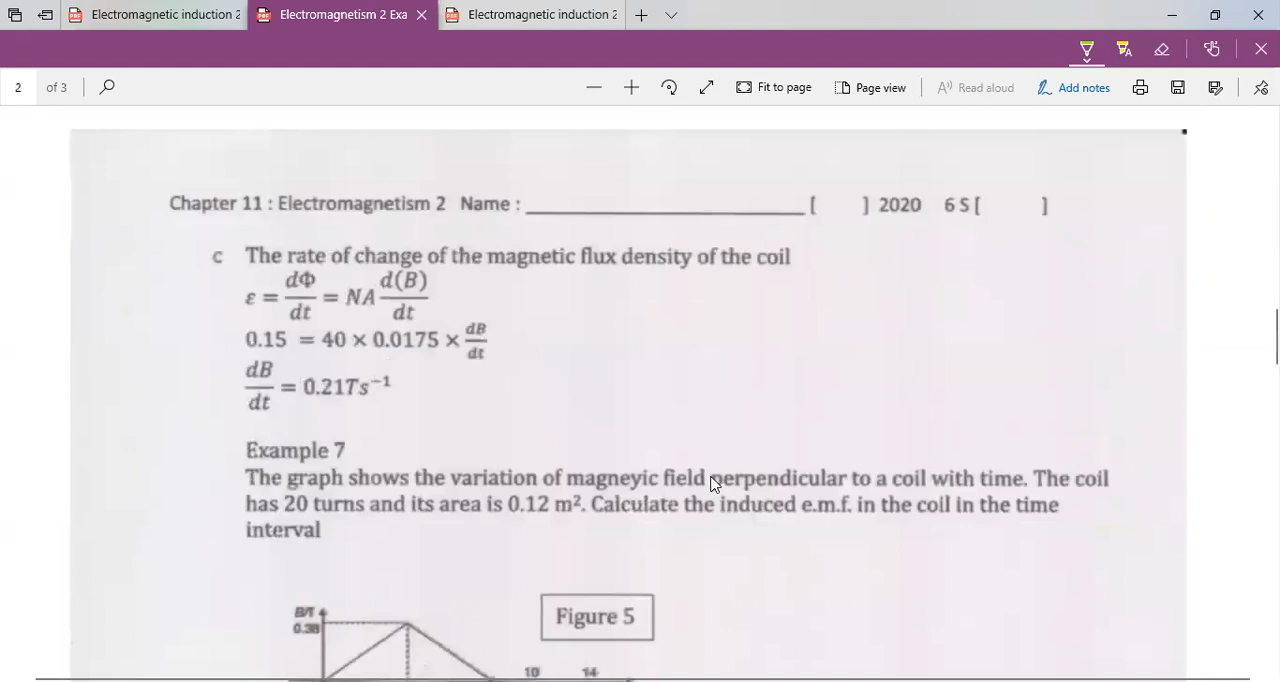 Electromagnetic induction 2
Electromagnetism 2 Exa
Electromagnetic induction 2
2 of 3
Fit to page
Page view
Read aloud
Add notes
Chapter 11 : Electromagnetism 2 Name : ____________________ [ ] 2020 6 S [ ]
c The rate of change of the magnetic flux density of the coil
ε = dΦ/dt = NA d(B)/dt
0.15 = 40 × 0.0175 × dB/dt
dB/dt = 0.21Ts⁻¹
Example 7
The graph shows the variation of magneyic field perpendicular to a coil with time. The coil
has 20 turns and its area is 0.12 m². Calculate the induced e.m.f. in the coil in the time
interval
B/T
0.38
Figure 5
10 14